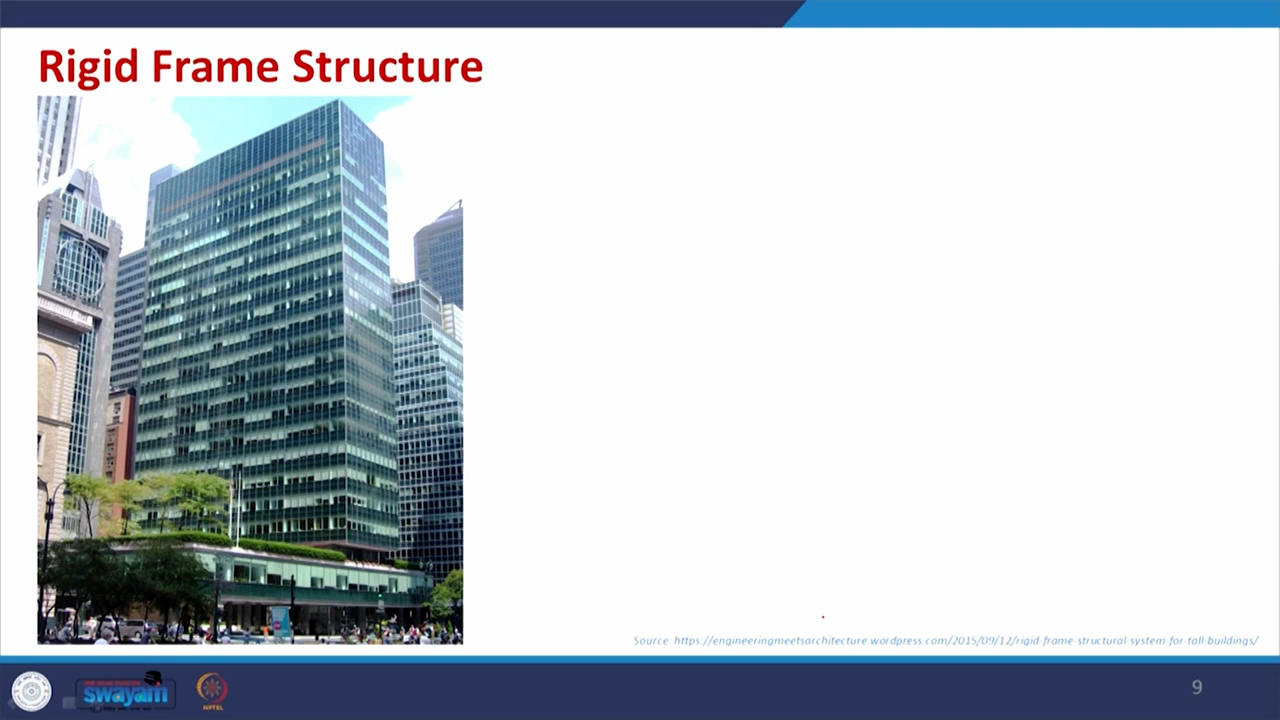 Rigid Frame Structure
Source: https://engineeringmeetsarchitecture.wordpress.com/2015/09/12/rigid-frame-structural-system-for-tall-buildings/
swayam
NPTEL
9